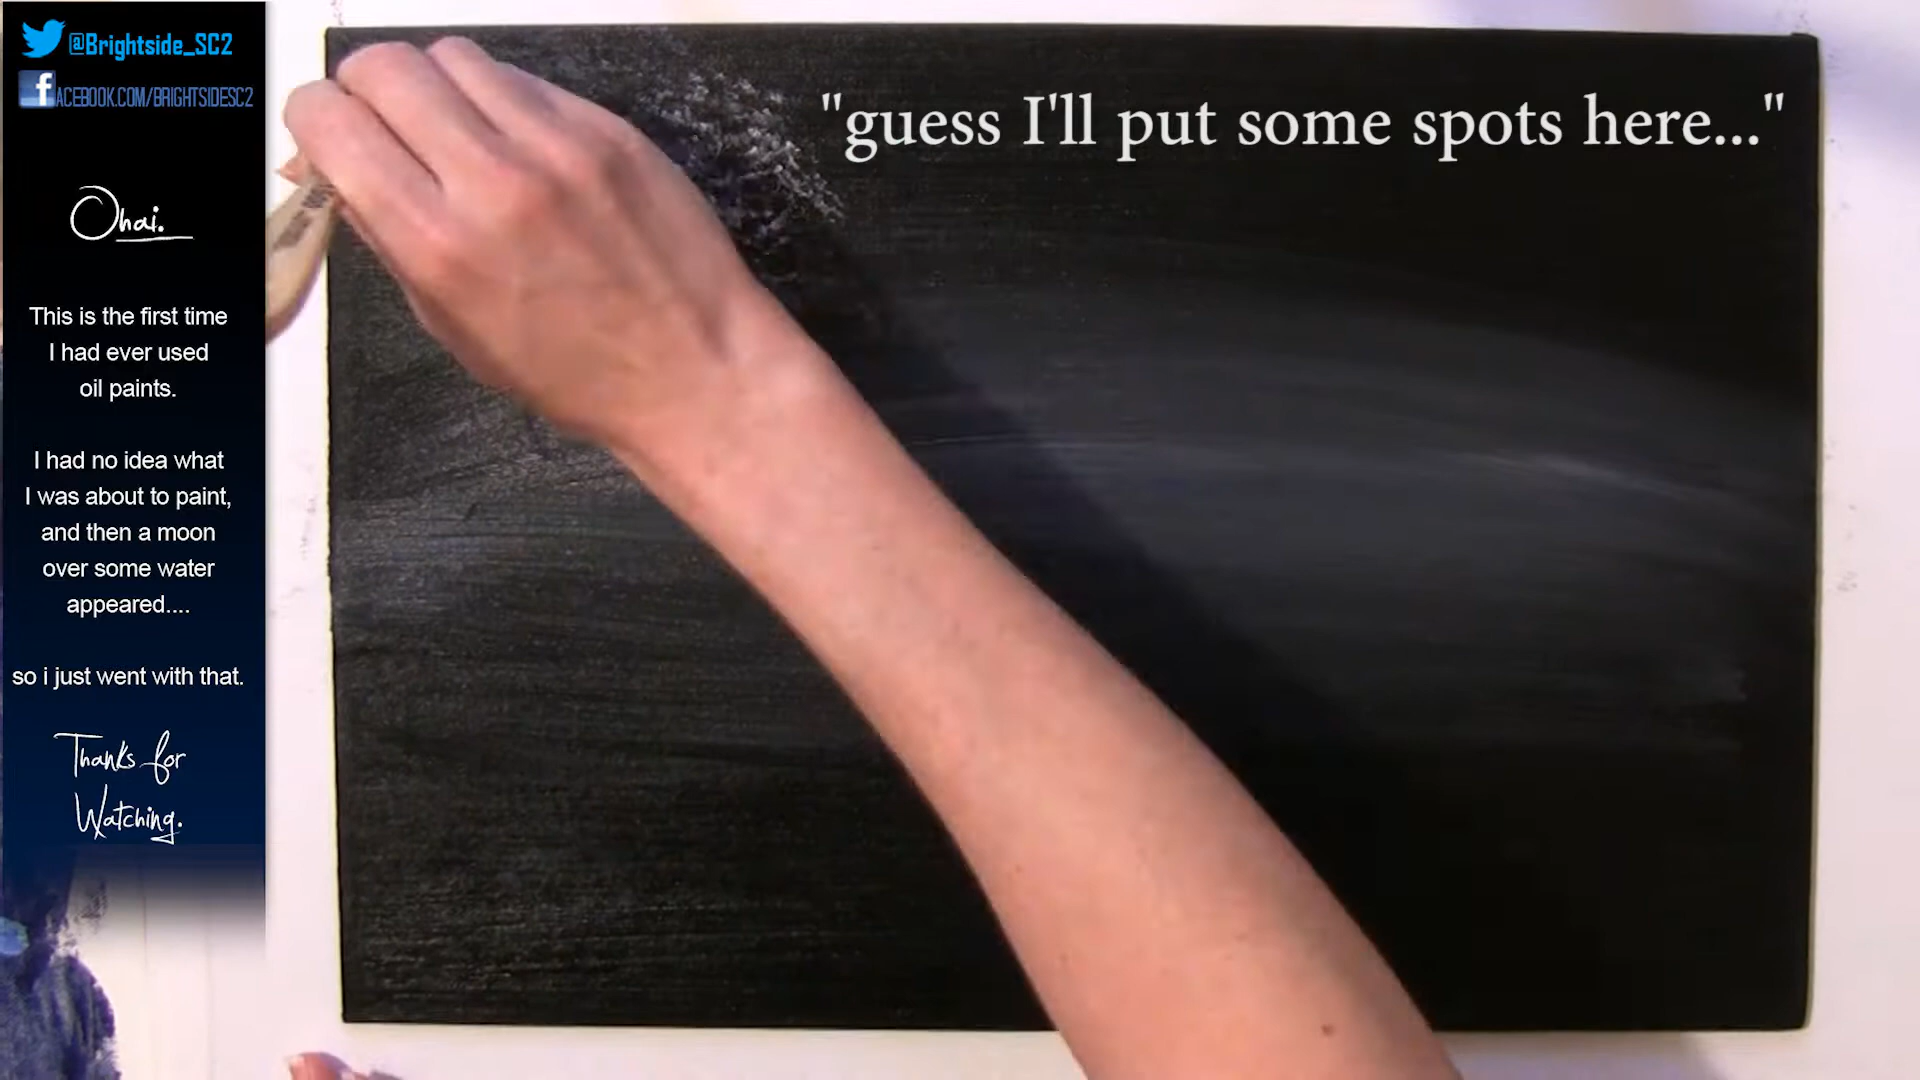 @Brightside_SC2
facebook.com/brightsidesc2
Ohai.
This is the first time
I had ever used
oil paints.
I had no idea what
I was about to paint,
and then a moon
over some water
appeared....
so i just went with that.
Thanks for
Watching.
"guess I'll put some spots here..."